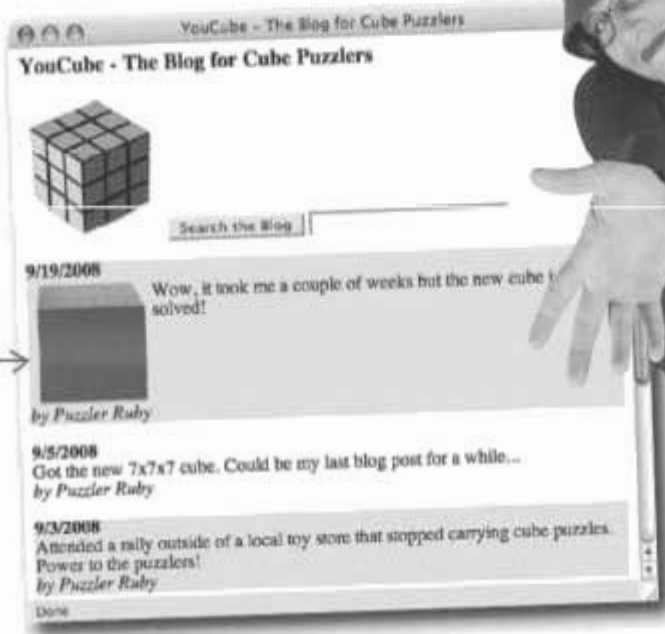 YouCube - The Blog for Cube Puzzlers
YouCube - The Blog for Cube Puzzlers
Search the Blog
9/19/2008
Wow, it took me a couple of weeks but the new cube
solved!
by Puzzler Ruby
9/5/2008
Got the new 7x7x7 cube. Could be my last blog post for a while...
by Puzzler Ruby
9/3/2008
Attended a rally outside of a local toy store that stopped carrying cube puzzles.
Power to the puzzlers!
by Puzzler Ruby
Done